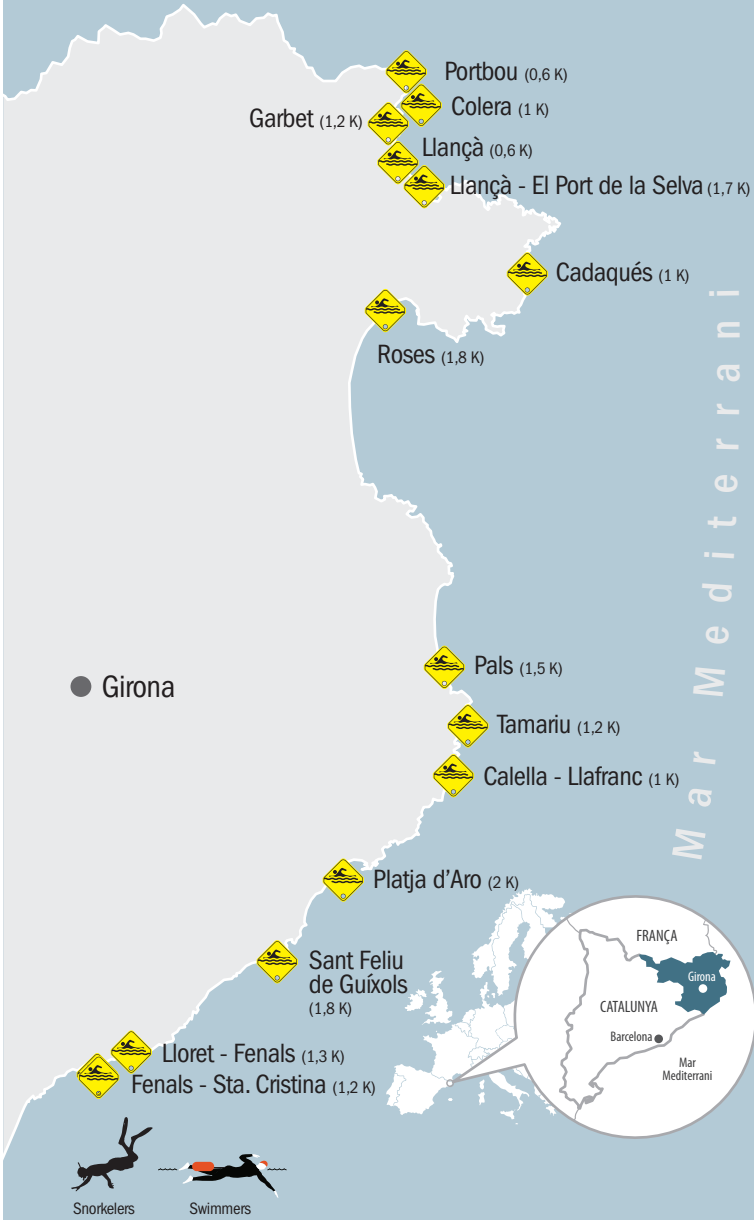 Portbou (0,6 K)
Colera (1 K)
Garbet (1,2 K)
Llançà (0,6 K)
Llançà - El Port de la Selva (1,7 K)
Cadaqués (1 K)
Roses (1,8 K)
Mar Mediterrani
Pals (1,5 K)
Girona
Tamariu (1,2 K)
Calella - Llafranc (1 K)
Platja d'Aro (2 K)
Sant Feliu
de Guíxols
(1,8 K)
FRANÇA
Girona
CATALUNYA
Barcelona
Mar
Mediterrani
Lloret - Fenals (1,3 K)
Fenals - Sta. Cristina (1,2 K)
Snorkelers
Swimmers